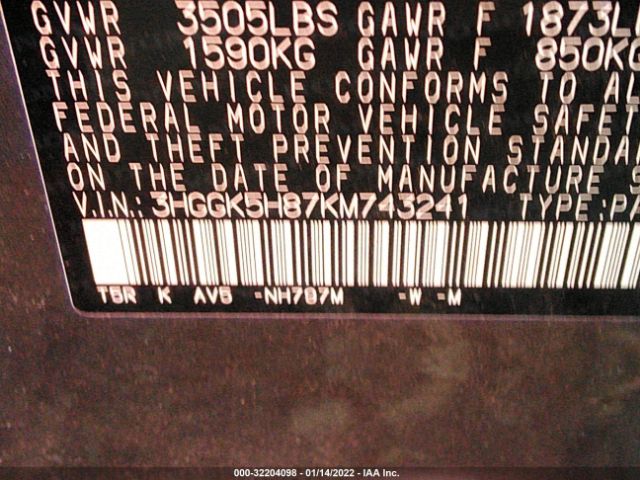 GVWR 3505LBS GAWR F 1873L
GVWR 1590KG GAWR F 850KG
THIS VEHICLE CONFORMS TO AL
FEDERAL MOTOR VEHICLE SAFET
AND THEFT PREVENTION STANDA
ON THE DATE OF MANUFACTURE S
V.I.N.: 3HGGK5H87KM743241 TYPE:PA
T5R K AV5 -NH797M -W -M
000-32204098 - 01/14/2022 - IAA Inc.